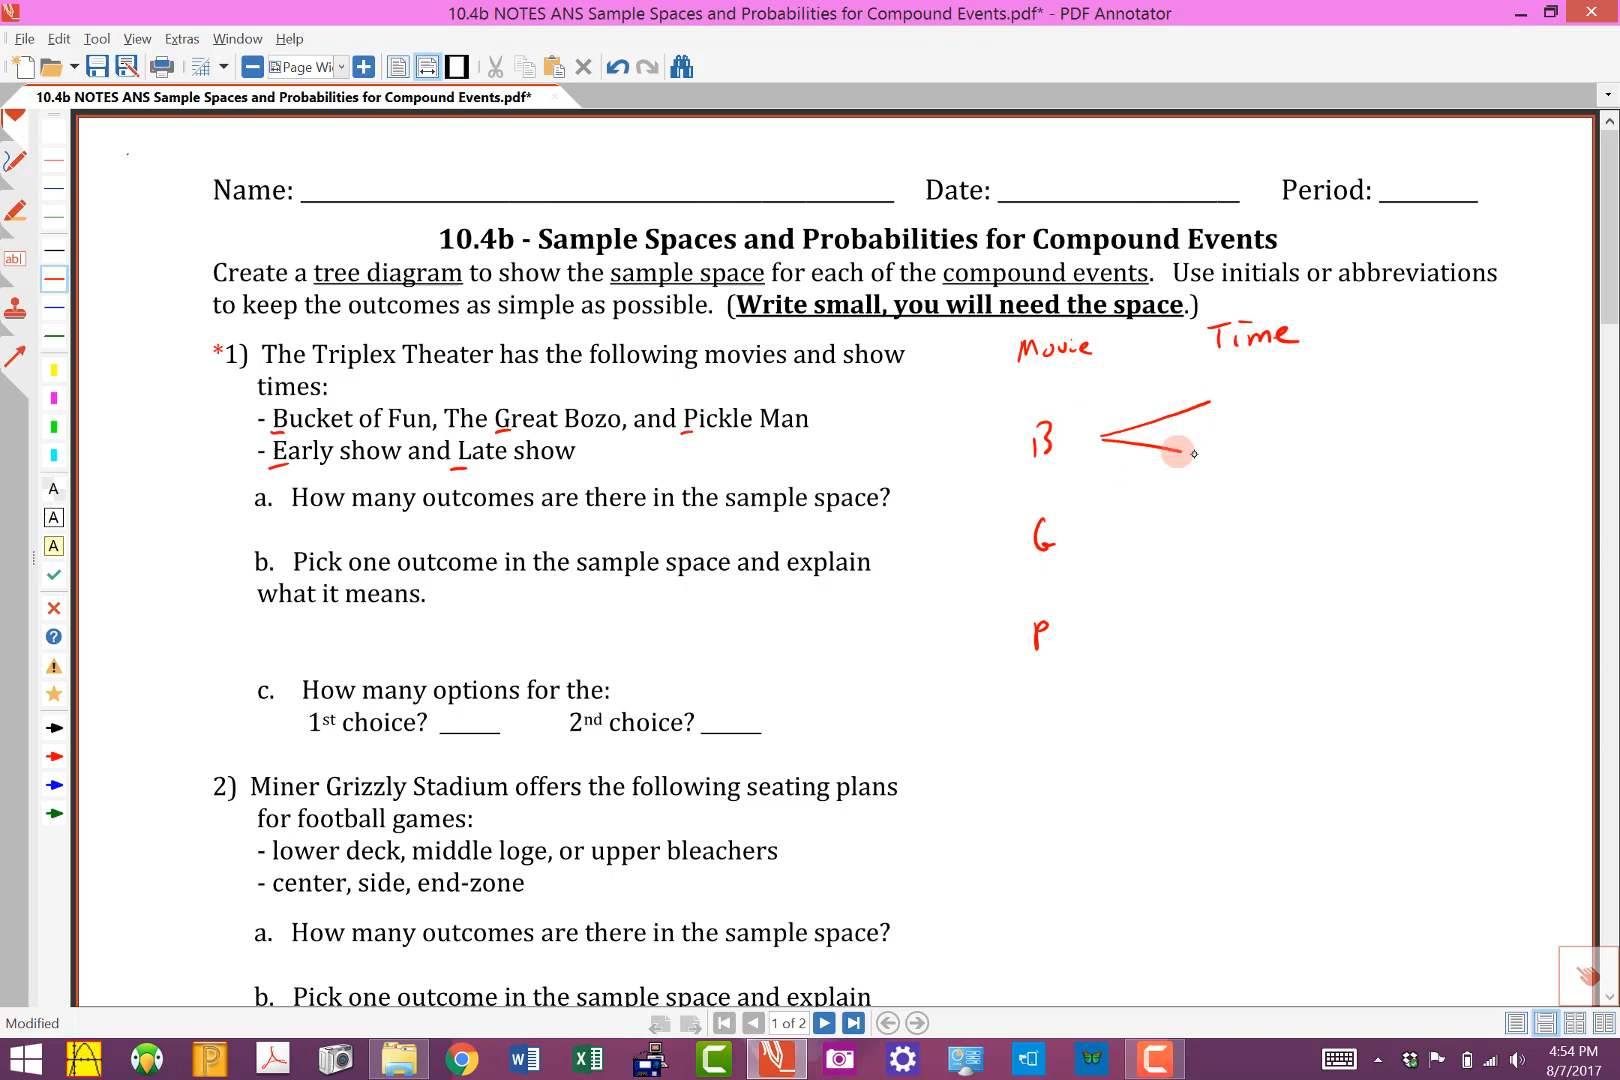 10.4b NOTES ANS Sample Spaces and Probabilities for Compound Events.pdf* - PDF Annotator
File Edit Tool View Extras Window Help
Page Wi
10.4b NOTES ANS Sample Spaces and Probabilities for Compound Events.pdf*
Name: Date: Period:
10.4b - Sample Spaces and Probabilities for Compound Events
Create a tree diagram to show the sample space for each of the compound events. Use initials or abbreviations
to keep the outcomes as simple as possible. (Write small, you will need the space.)
Movie Time
*1) The Triplex Theater has the following movies and show
times:
- Bucket of Fun, The Great Bozo, and Pickle Man
- Early show and Late show
B
a. How many outcomes are there in the sample space?
G
b. Pick one outcome in the sample space and explain
what it means.
P
c. How many options for the:
1st choice? _____ 2nd choice? _____
2) Miner Grizzly Stadium offers the following seating plans
for football games:
- lower deck, middle loge, or upper bleachers
- center, side, end-zone
a. How many outcomes are there in the sample space?
b. Pick one outcome in the sample space and explain
abl
A
A
A
Modified
1 of 2
4:54 PM
8/7/2017